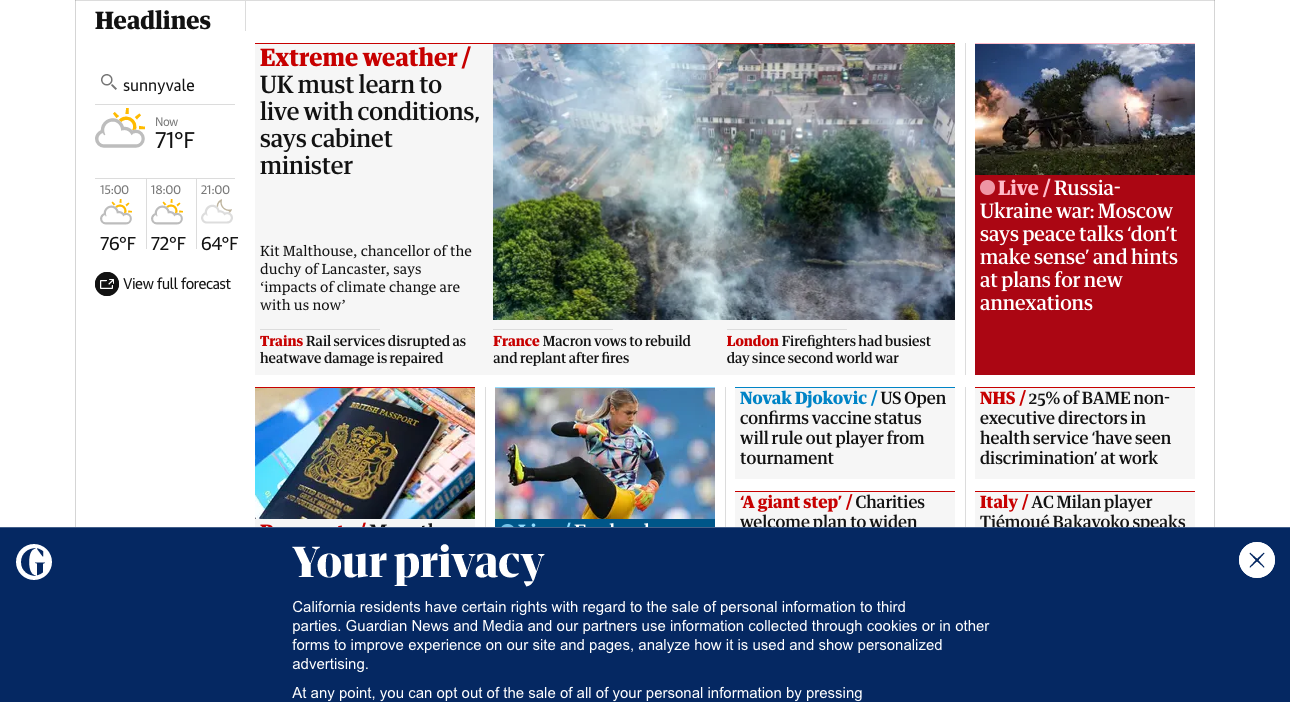 Headlines
sunnyvale
Now
71°F
15:00
18:00
21:00
76°F
72°F
64°F
View full forecast
Extreme weather /
UK must learn to
live with conditions,
says cabinet
minister
Kit Malthouse, chancellor of the
duchy of Lancaster, says
‘impacts of climate change are
with us now’
Trains Rail services disrupted as
heatwave damage is repaired
France Macron vows to rebuild
and replant after fires
London Firefighters had busiest
day since second world war
Live / Russia-
Ukraine war: Moscow
says peace talks ‘don’t
make sense’ and hints
at plans for new
annexations
BRITISH PASSPORT
Novak Djokovic / US Open
confirms vaccine status
will rule out player from
tournament
‘A giant step’ / Charities
welcome plan to widen
NHS / 25% of BAME non-
executive directors in
health service ‘have seen
discrimination’ at work
Italy / AC Milan player
Tiémoué Bakayoko speaks
Your privacy
California residents have certain rights with regard to the sale of personal information to third
parties. Guardian News and Media and our partners use information collected through cookies or in other
forms to improve experience on our site and pages, analyze how it is used and show personalized
advertising.
At any point, you can opt out of the sale of all of your personal information by pressing